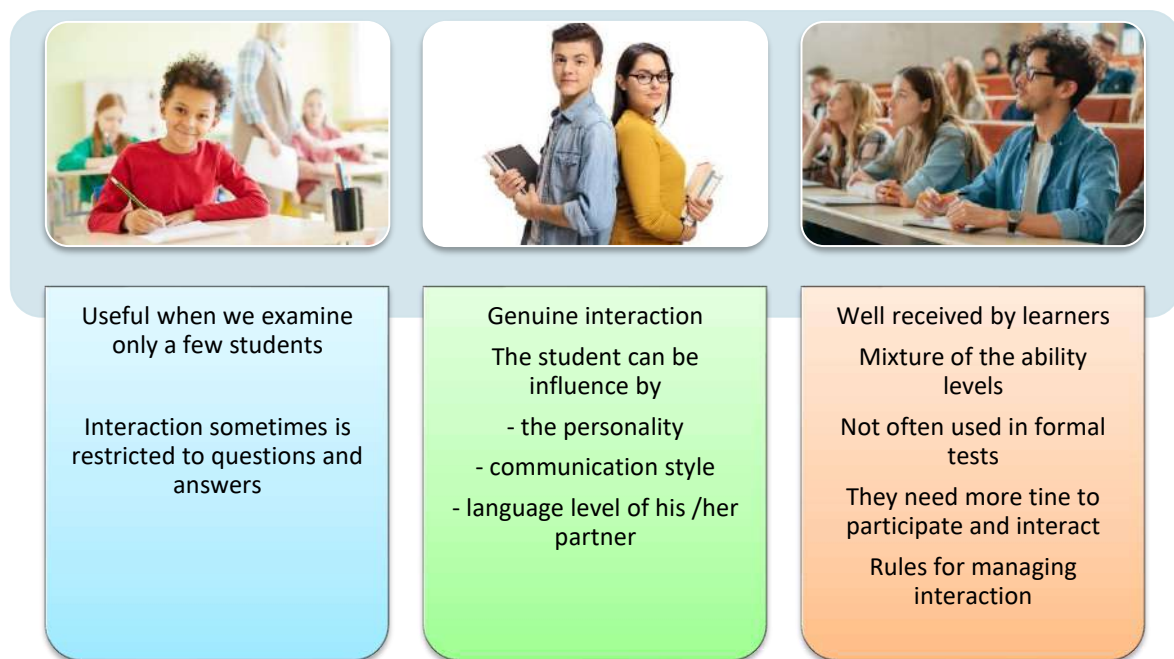 Useful when we examine
only a few students
Interaction sometimes is
restricted to questions and
answers
Genuine interaction
The student can be
influence by
- the personality
- communication style
- language level of his /her
partner
Well received by learners
Mixture of the ability
levels
Not often used in formal
tests
They need more tine to
participate and interact
Rules for managing
interaction